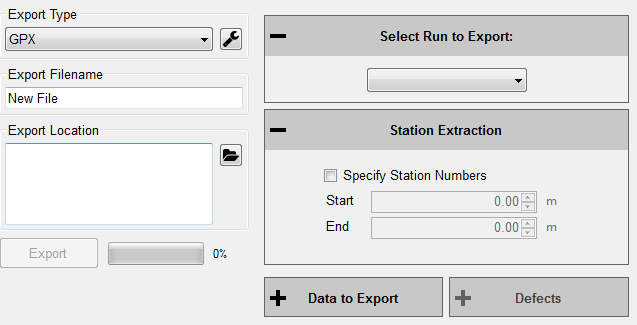 Export Type
GPX
Export Filename
New File
Export Location
Export
0%
Select Run to Export:
Station Extraction
Specify Station Numbers
Start 0.00 m
End 0.00 m
Data to Export
Defects